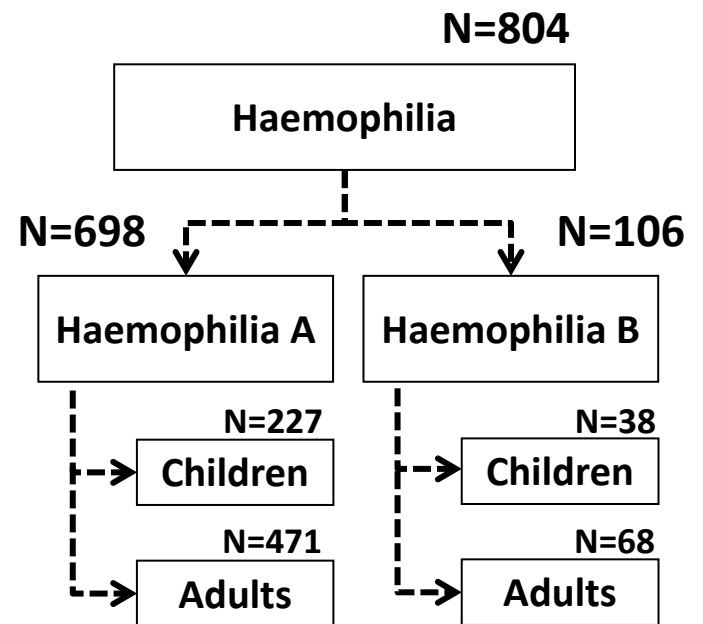 N=804
Haemophilia
N=698
N=106
Haemophilia A
Haemophilia B
N=227
N=38
Children
Children
N=471
N=68
Adults
Adults